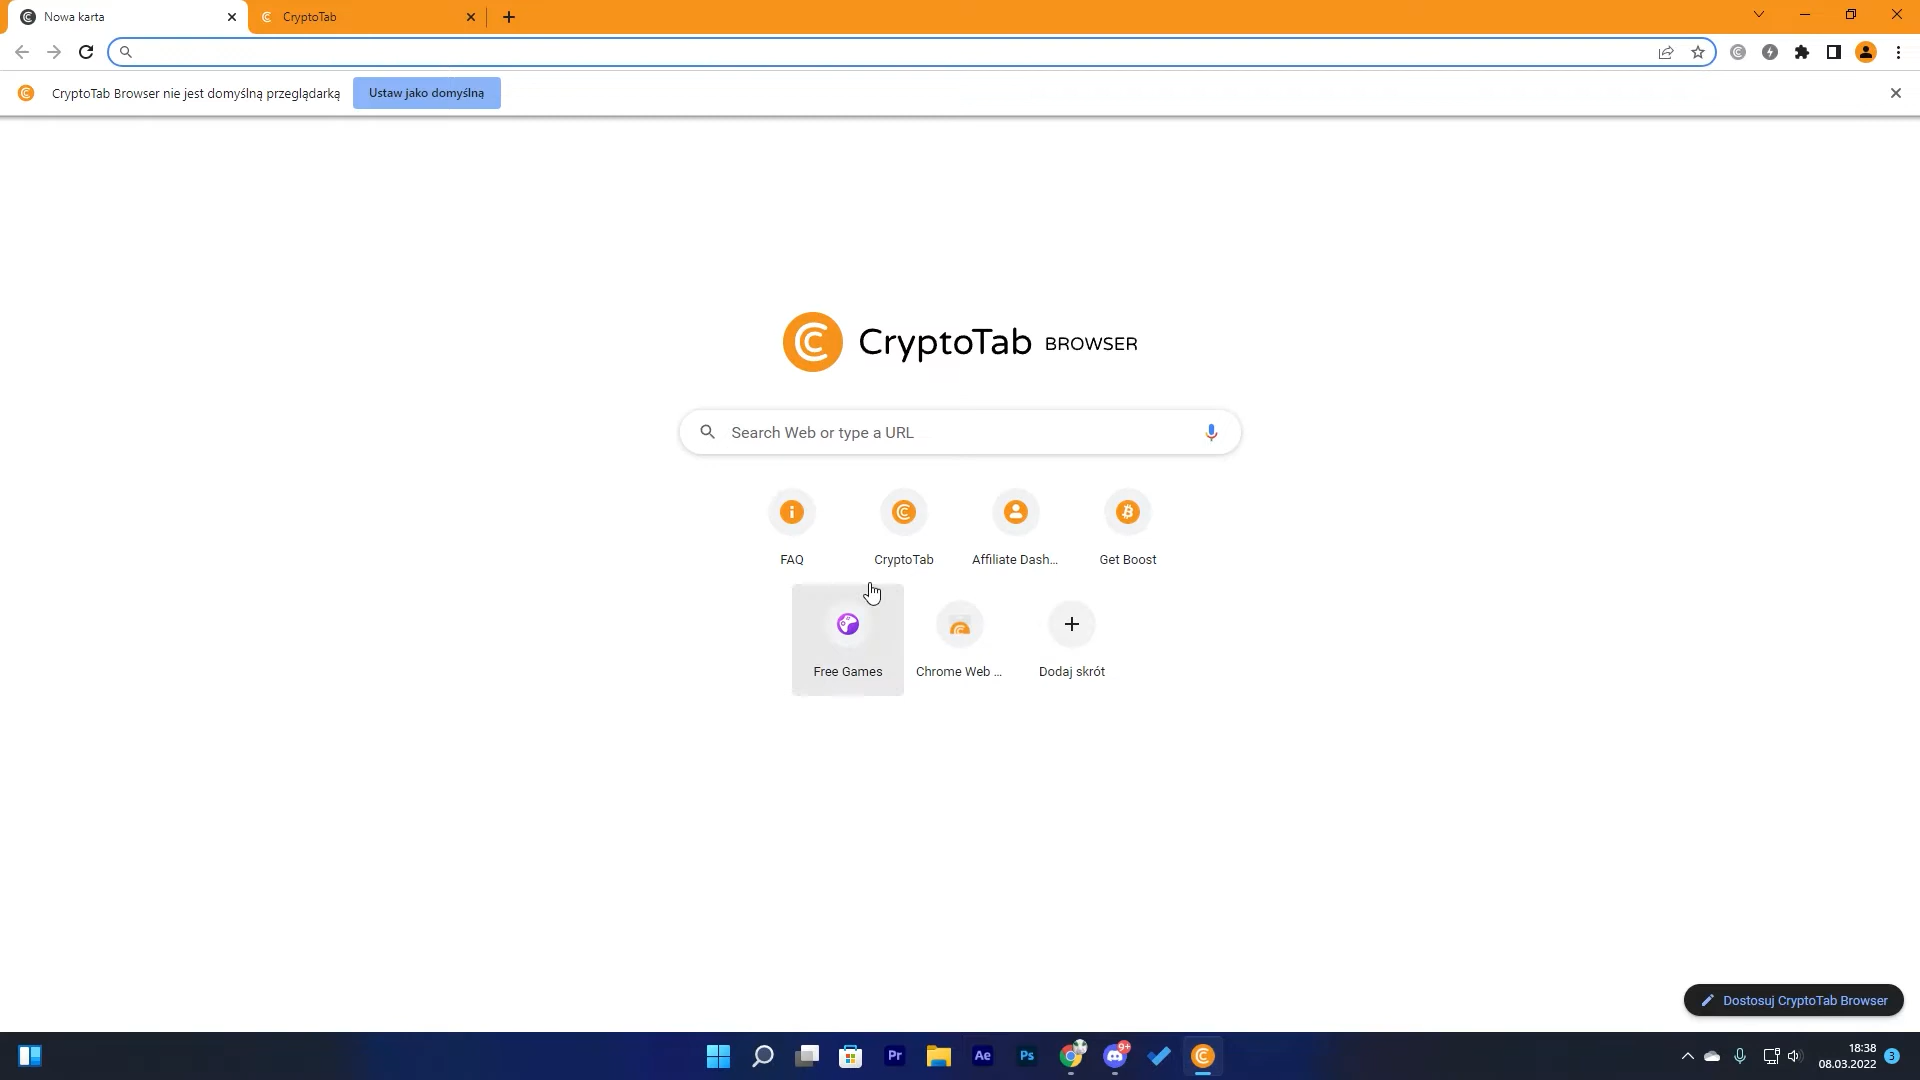 Nowa karta
CryptoTab
CryptoTab Browser nie jest domyślną przeglądarką
Ustaw jako domyślną
CryptoTab BROWSER
Search Web or type a URL
FAQ
CryptoTab
Affiliate Dash...
Get Boost
Free Games
Chrome Web ...
Dodaj skrót
Dostosuj CryptoTab Browser
Pr
Ae
Ps
9+
18:38
08.03.2022
3